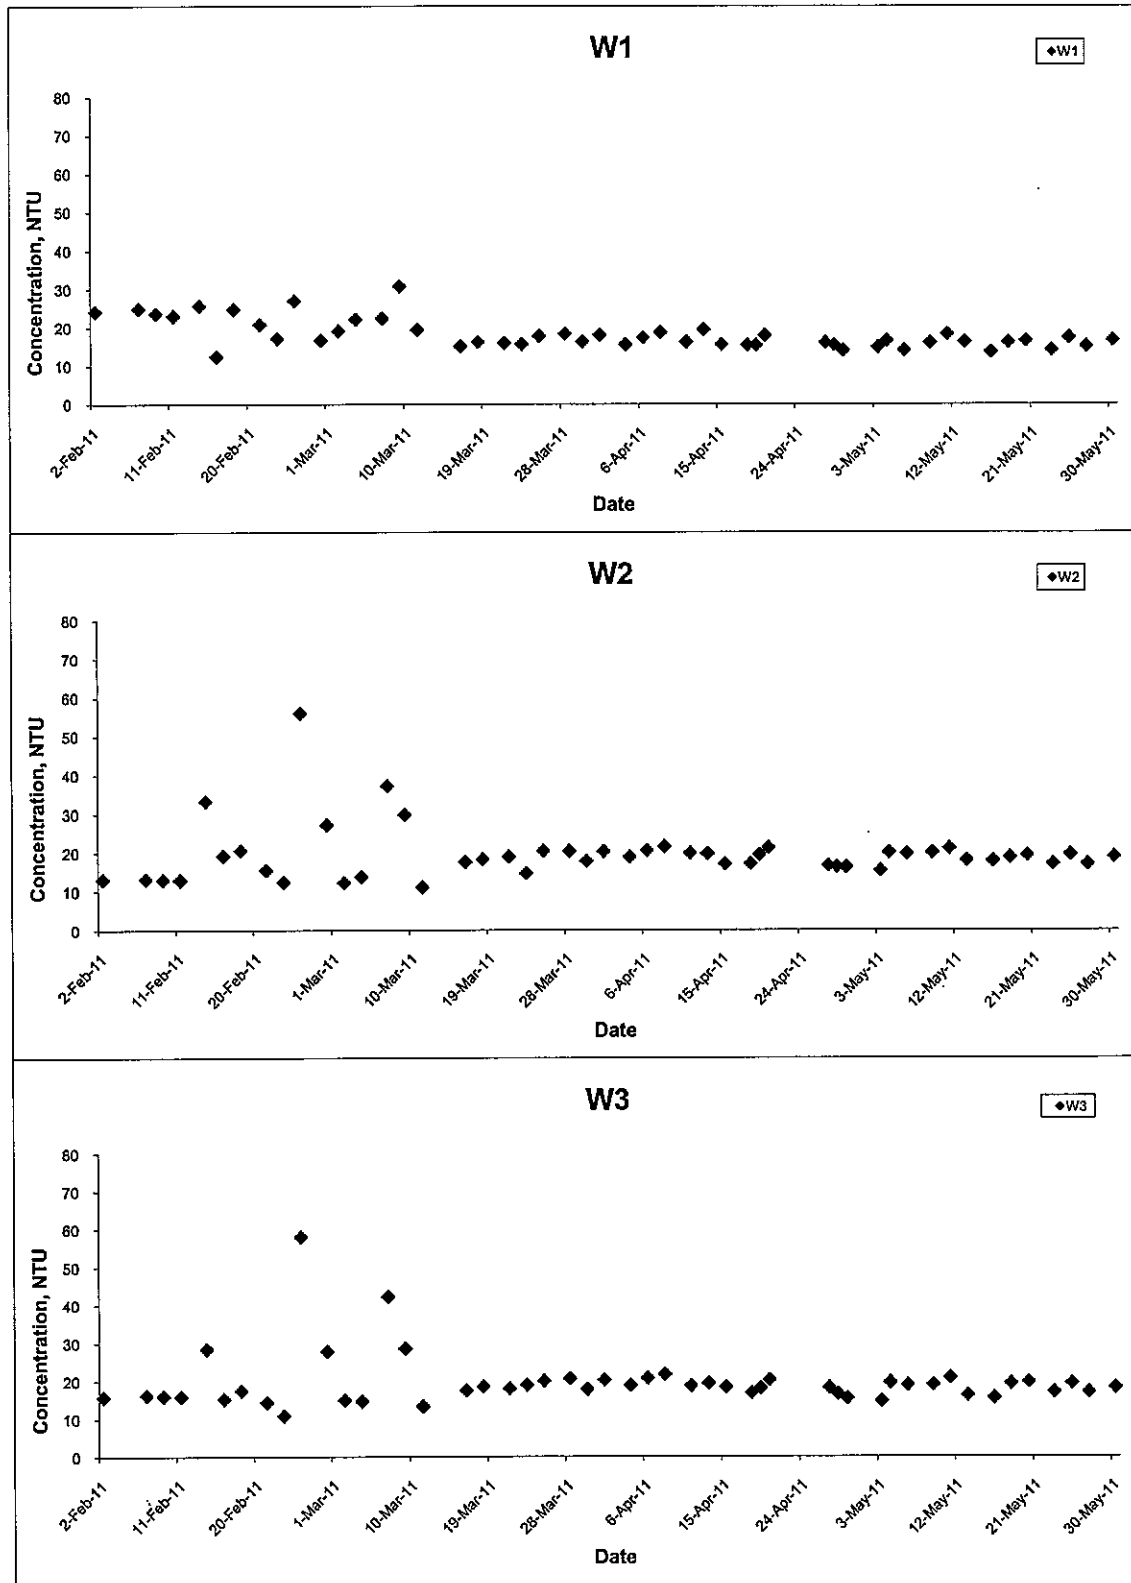 W1
◆W1
80
70
60
50
40
30
20
10
0
Concentration, NTU
2-Feb-11
11-Feb-11
20-Feb-11
1-Mar-11
10-Mar-11
19-Mar-11
28-Mar-11
6-Apr-11
15-Apr-11
24-Apr-11
3-May-11
12-May-11
21-May-11
30-May-11
Date
W2
◆W2
80
70
60
50
40
30
20
10
0
Concentration, NTU
2-Feb-11
11-Feb-11
20-Feb-11
1-Mar-11
10-Mar-11
19-Mar-11
28-Mar-11
6-Apr-11
15-Apr-11
24-Apr-11
3-May-11
12-May-11
21-May-11
30-May-11
Date
W3
◆W3
80
70
60
50
40
30
20
10
0
Concentration, NTU
2-Feb-11
11-Feb-11
20-Feb-11
1-Mar-11
10-Mar-11
19-Mar-11
28-Mar-11
6-Apr-11
15-Apr-11
24-Apr-11
3-May-11
12-May-11
21-May-11
30-May-11
Date